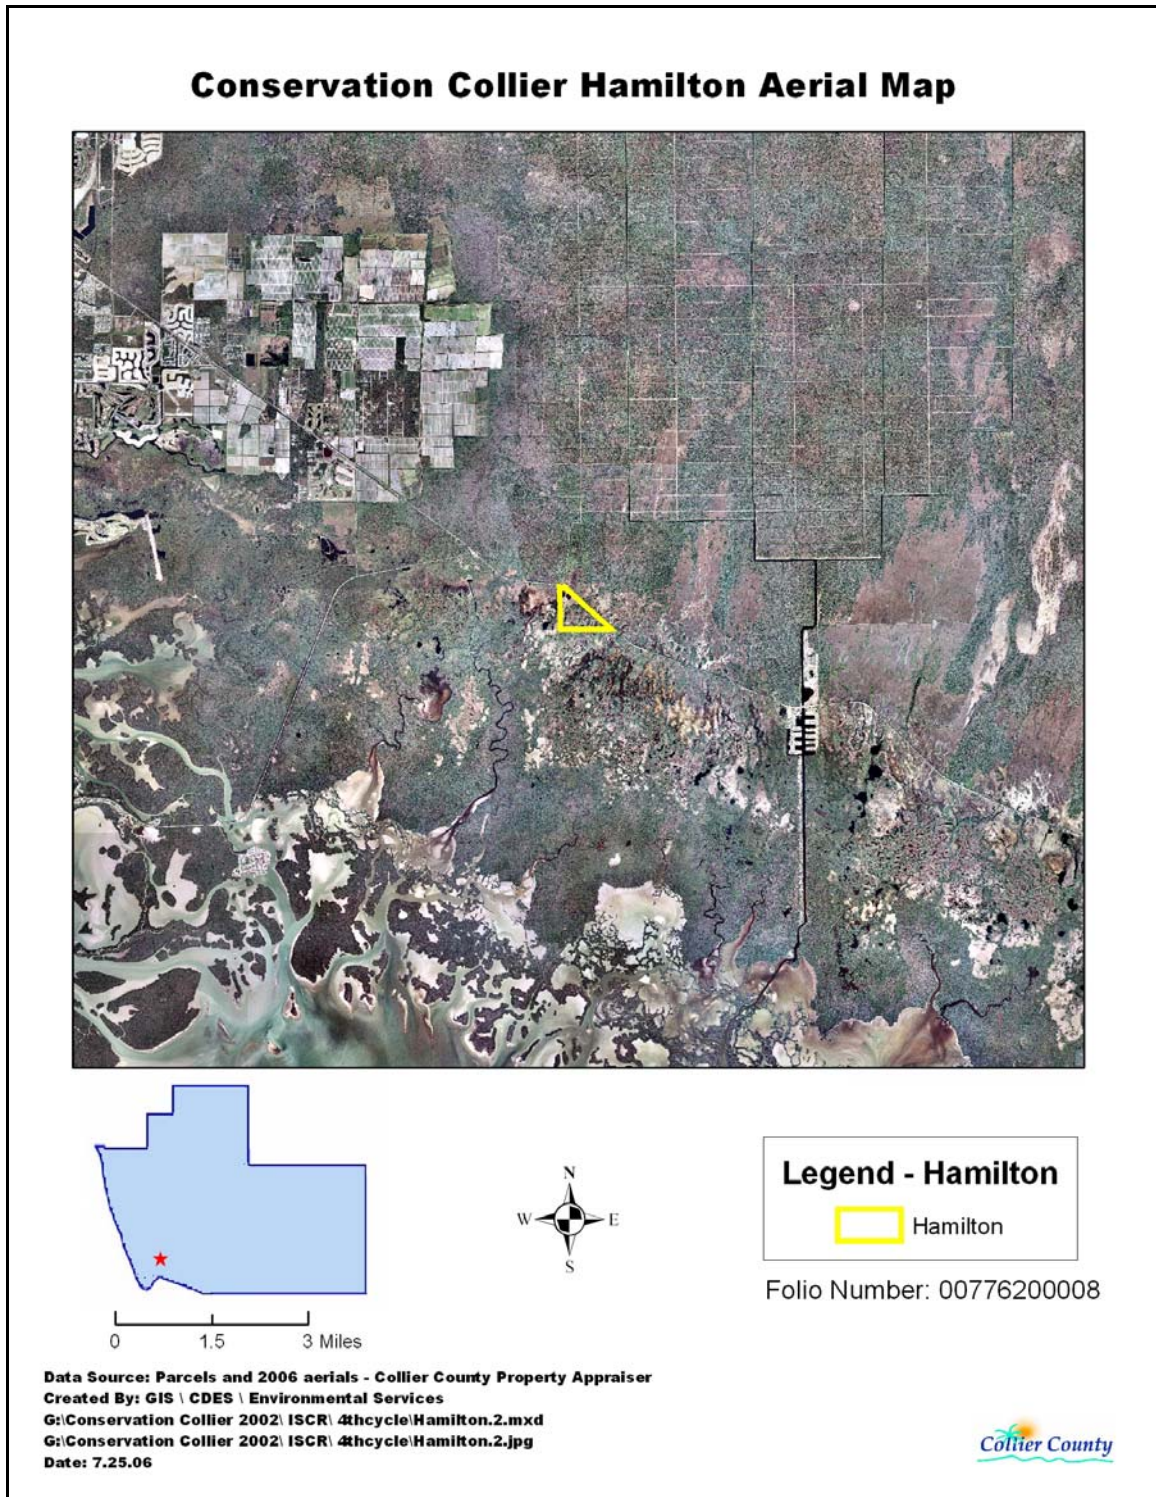 Conservation Collier Hamilton Aerial Map
N
W E
S
Legend - Hamilton
Hamilton
Folio Number: 00776200008
0 1.5 3 Miles
Data Source: Parcels and 2006 aerials - Collier County Property Appraiser
Created By: GIS \ CDES \ Environmental Services
G:\Conservation Collier 2002\ ISCR\ 4thcycle\Hamilton.2.mxd
G:\Conservation Collier 2002\ ISCR\ 4thcycle\Hamilton.2.jpg
Date: 7.25.06
Collier County